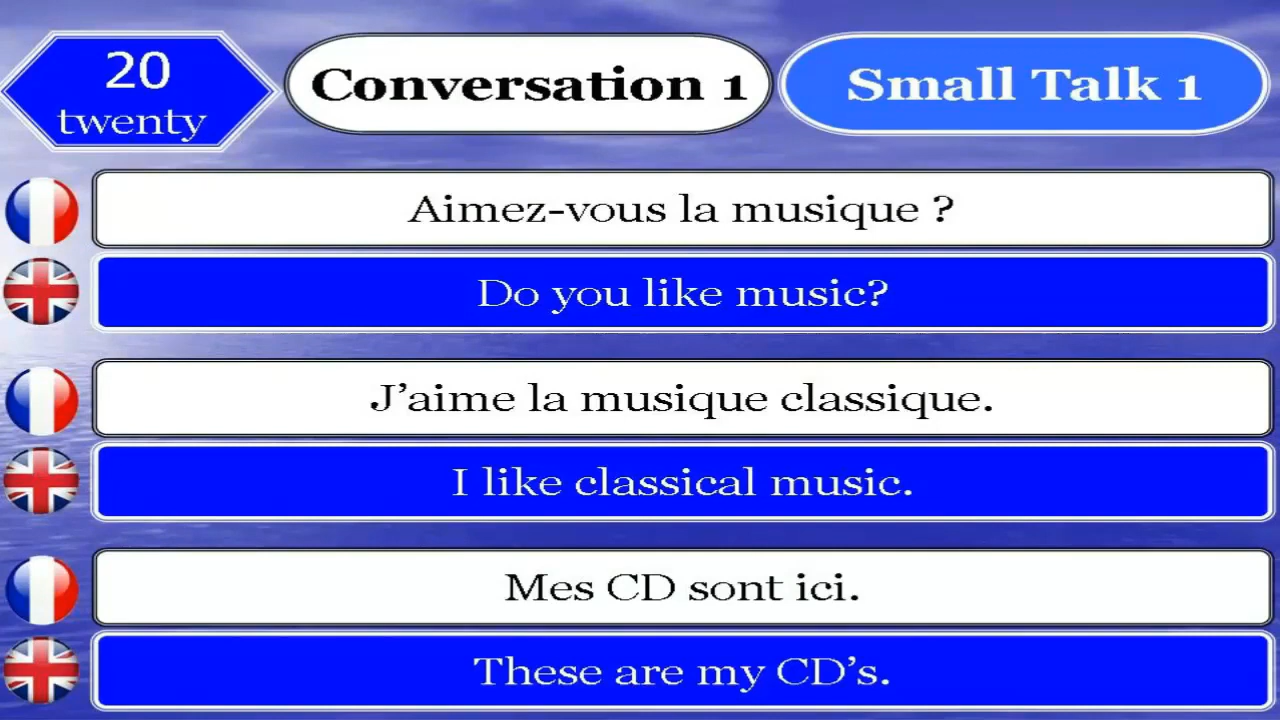 20
twenty
Conversation 1
Small Talk 1
Aimez-vous la musique ?
Do you like music?
J’aime la musique classique.
I like classical music.
Mes CD sont ici.
These are my CD’s.